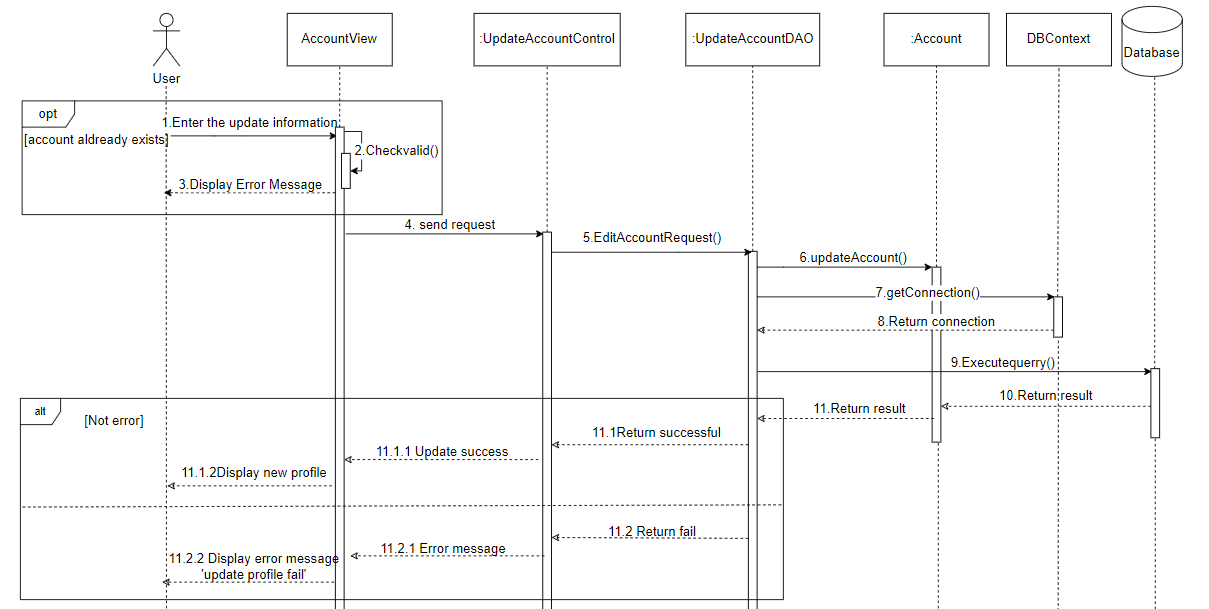 AccountView
:UpdateAccountControl
:UpdateAccountDAO
:Account
DBContext
Database
User
opt
1.Enter the update information
[account aldready exists]
2.Checkvalid()
3.Display Error Message
4. send request
5.EditAccountRequest()
6.updateAccount()
7.getConnection()
8.Return connection
9.Executequerry()
10.Return result
11.Return result
alt
[Not error]
11.1Return successful
11.1.1 Update success
11.1.2Display new profile
11.2 Return fail
11.2.1 Error message
11.2.2 Display error message
'update profile fail'